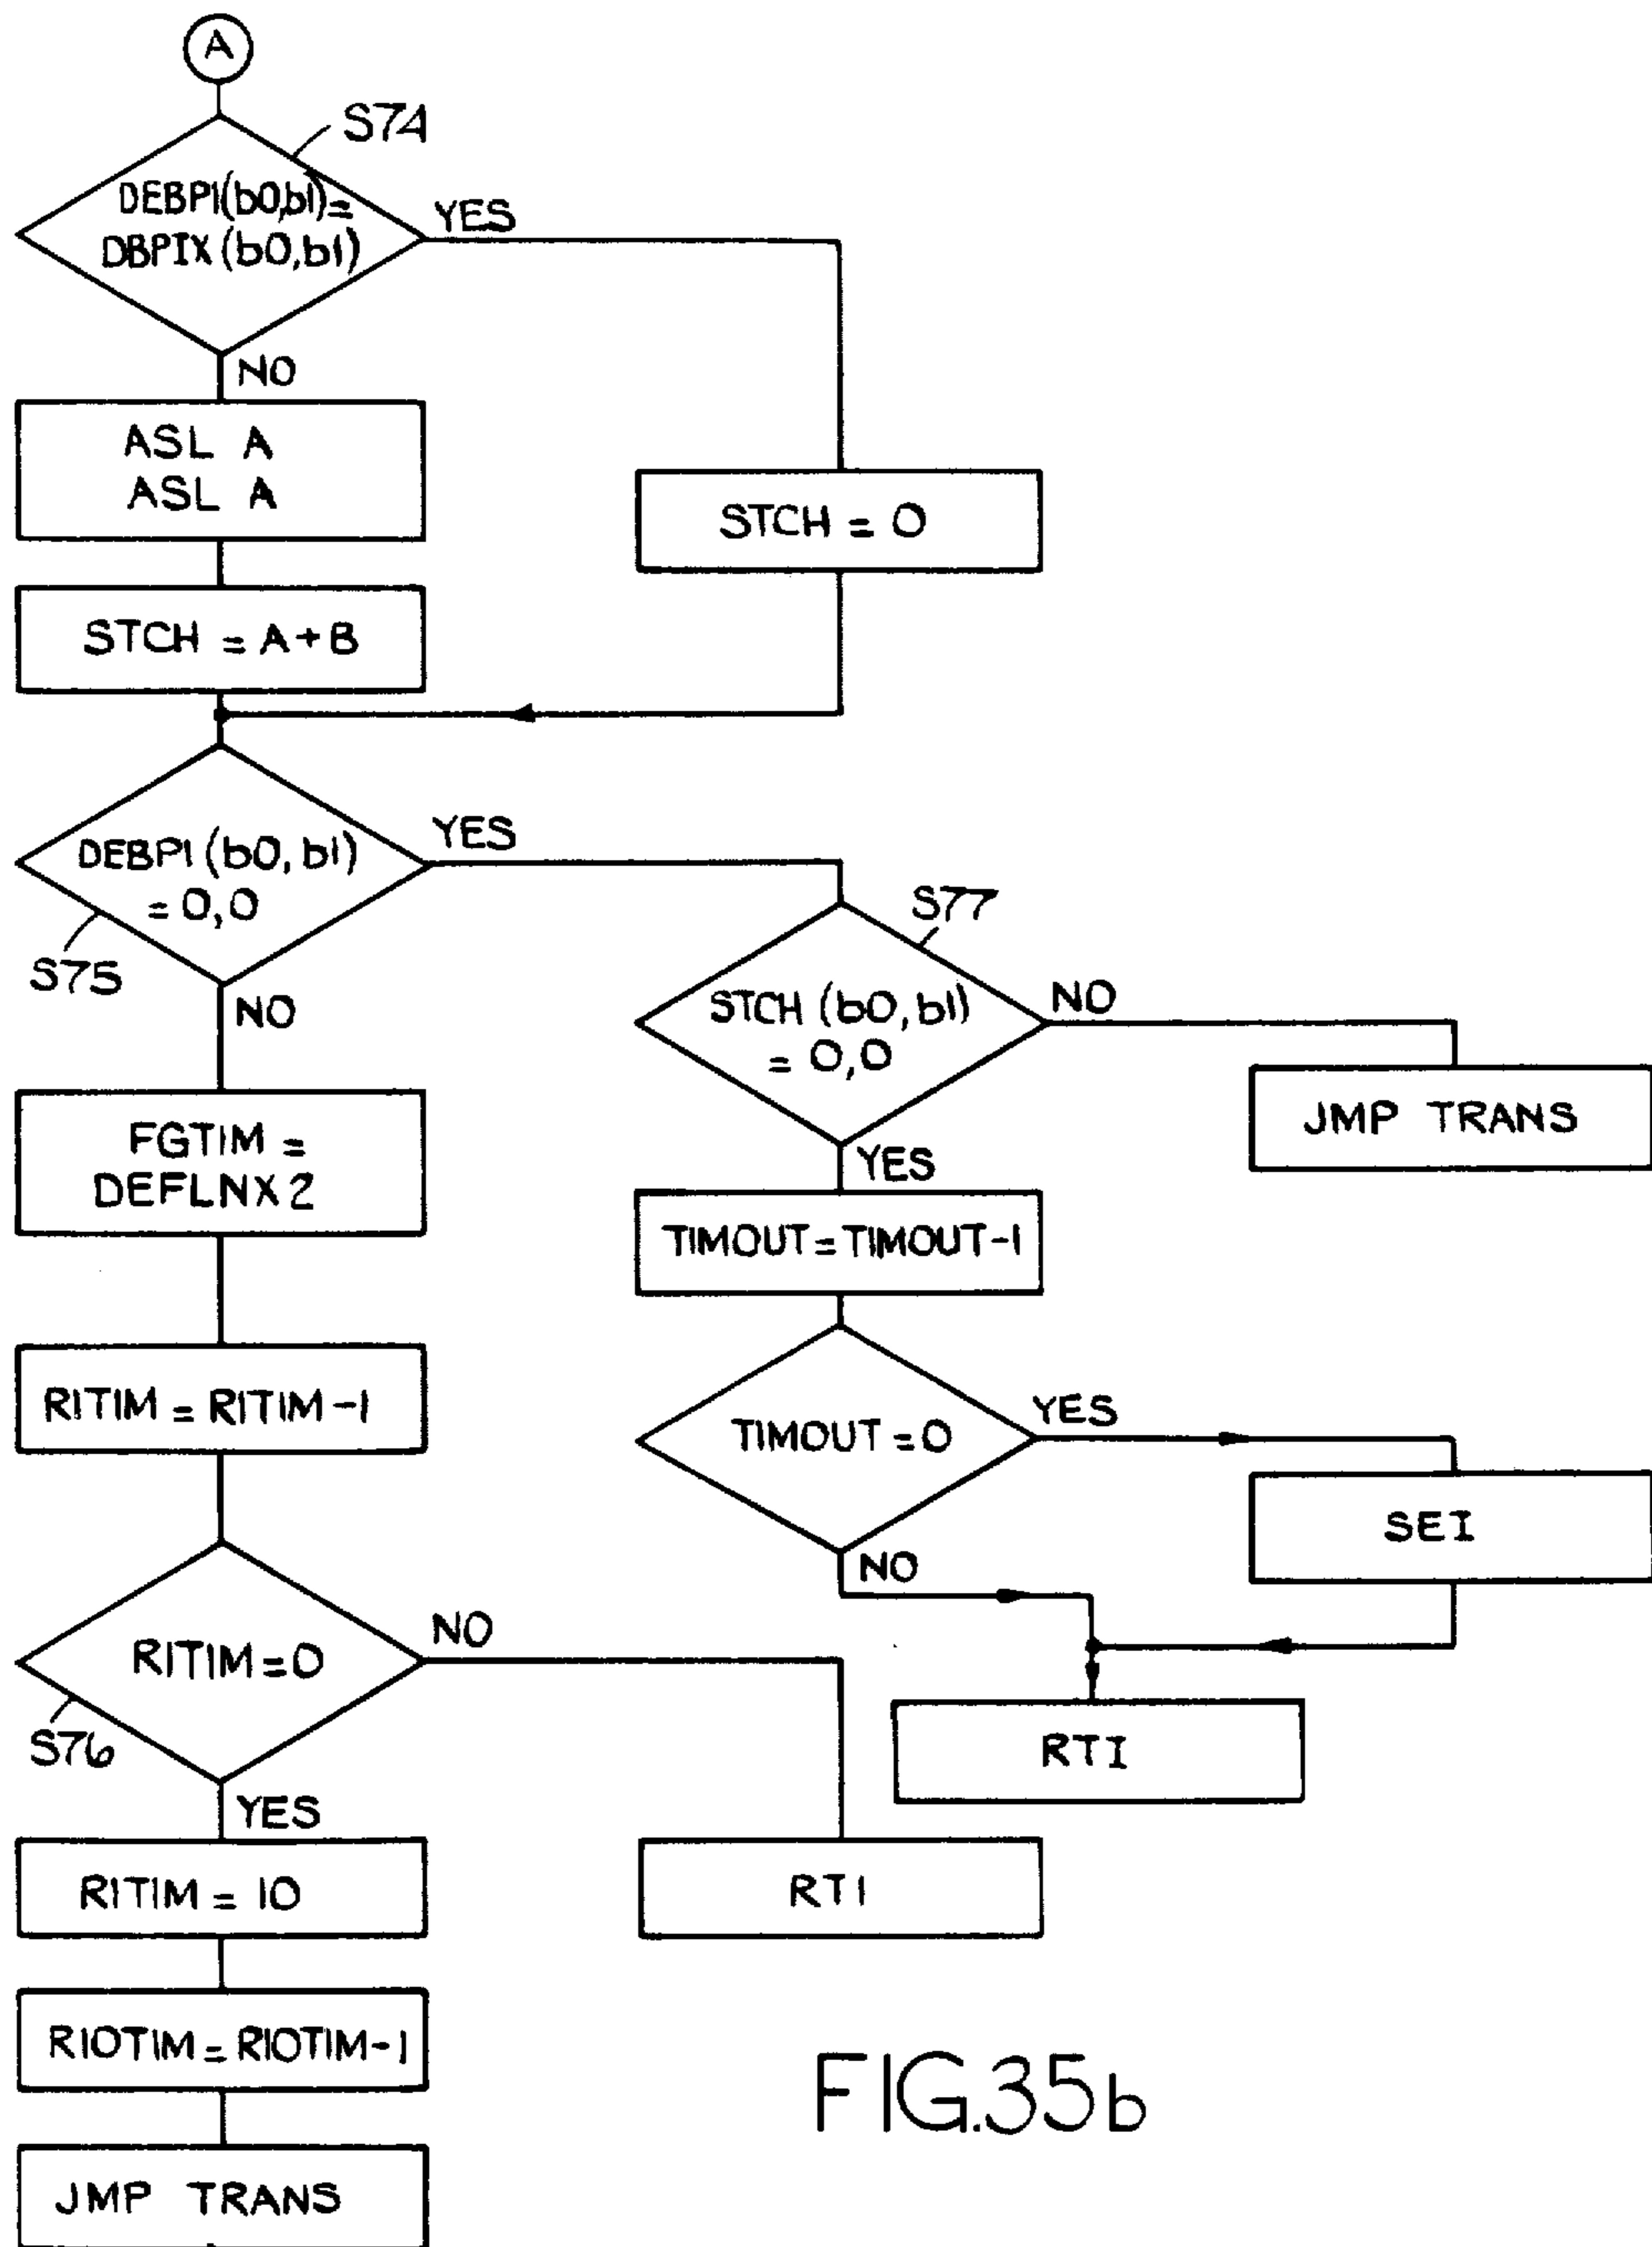 A
S74
DEBPI(b0,b1)=
DBPIX(b0,b1)
YES
NO
ASL A
ASL A
STCH = 0
STCH = A+B
DEBPI(b0,b1)
= 0,0
YES
S75
NO
S77
STCH (b0,b1)
= 0,0
NO
JMP TRANS
YES
FGTIM =
DEFLNX2
TIMOUT=TIMOUT-1
RITIM = RITIM-1
TIMOUT=0
YES
SEI
NO
RITIM=0
NO
S76
RTI
YES
RITIM = 10
RTI
RIOTIM=RIOTIM-1
JMP TRANS
FIG.35b